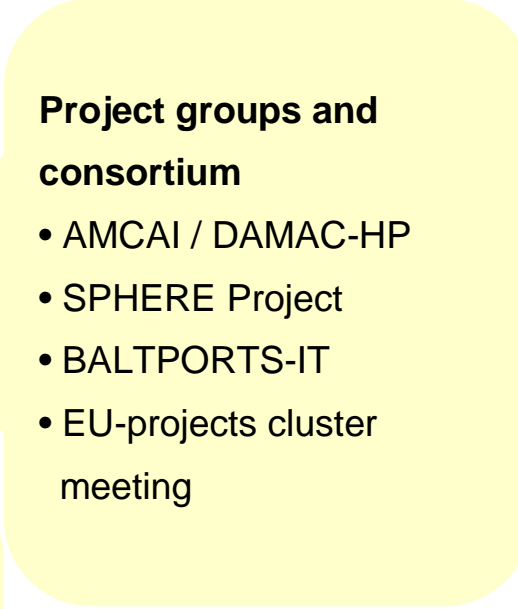 Project groups and
consortium
• AMCAI / DAMAC-HP
• SPHERE Project
• BALTPORTS-IT
• EU-projects cluster
meeting